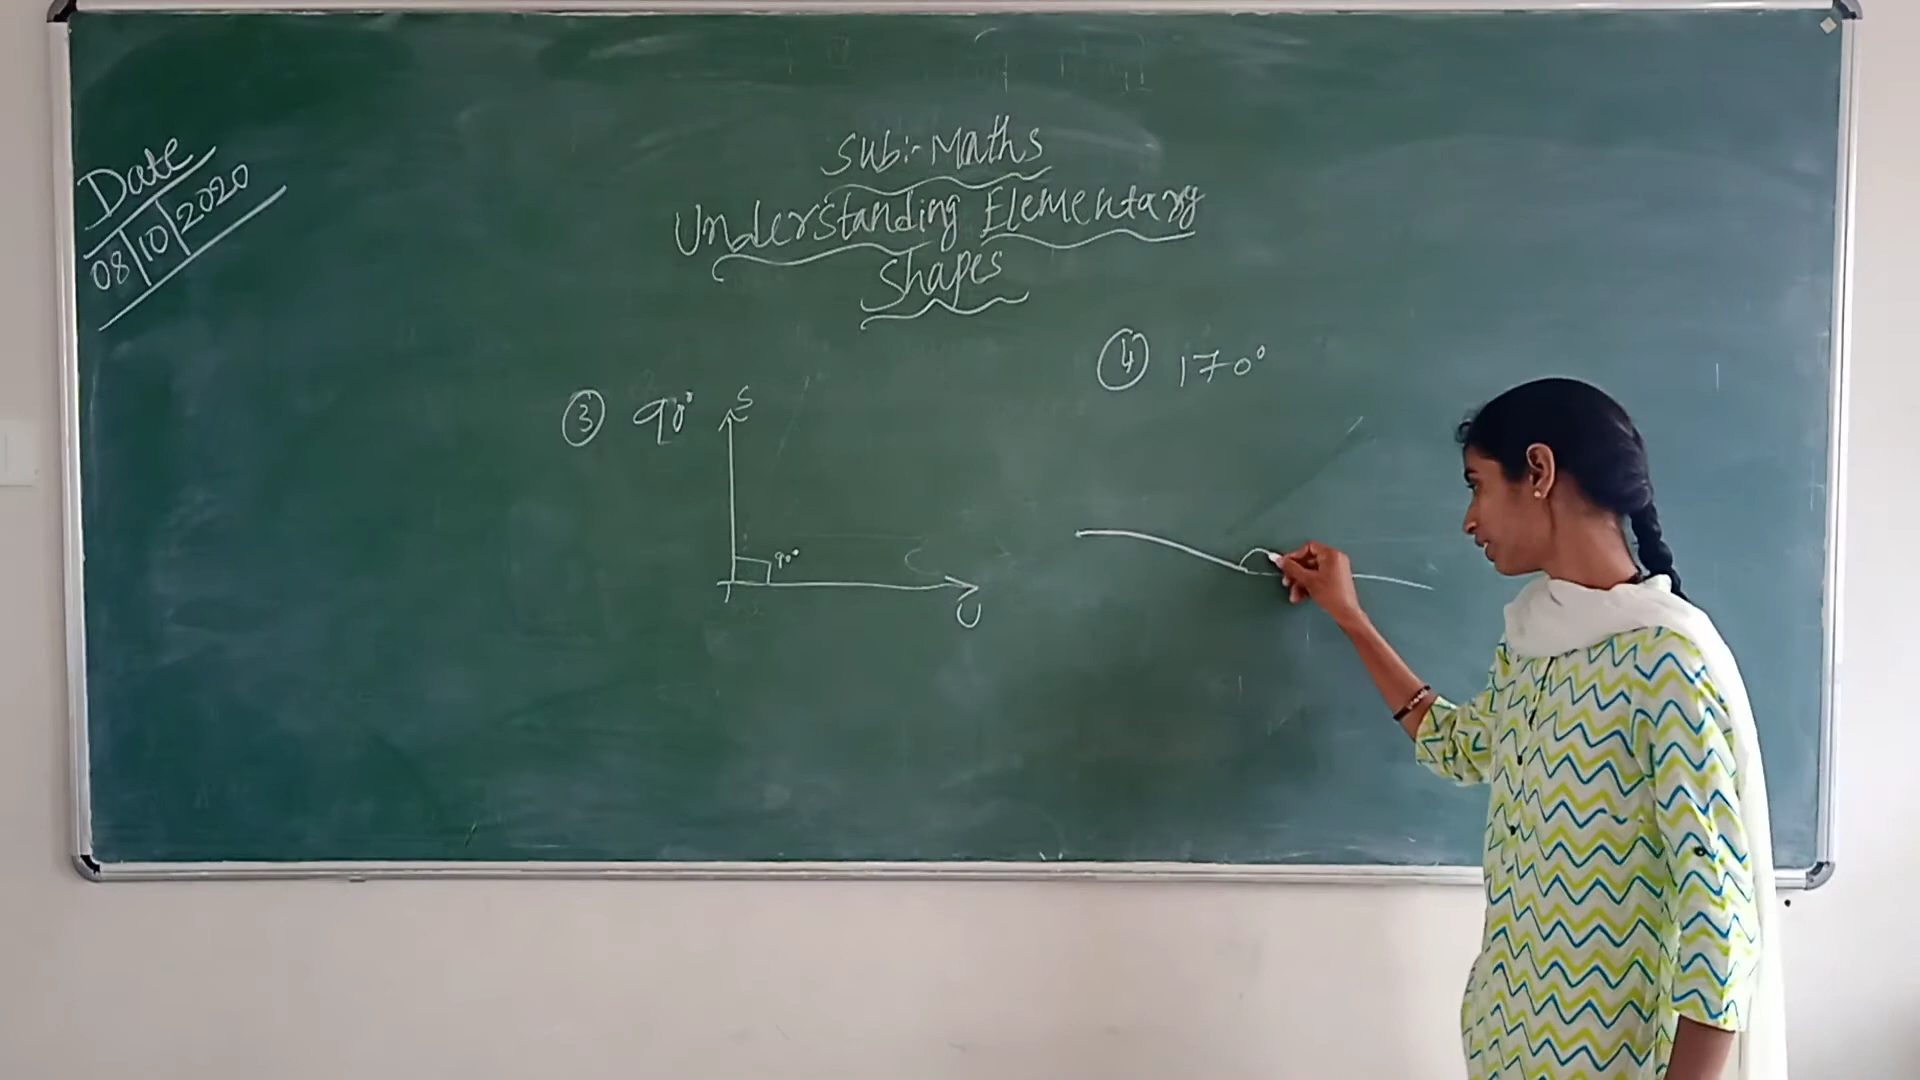 Date
08/10/2020
Sub:- Maths
Understanding Elementary
Shapes
③ 90°
S
90°
T
U
④ 170°